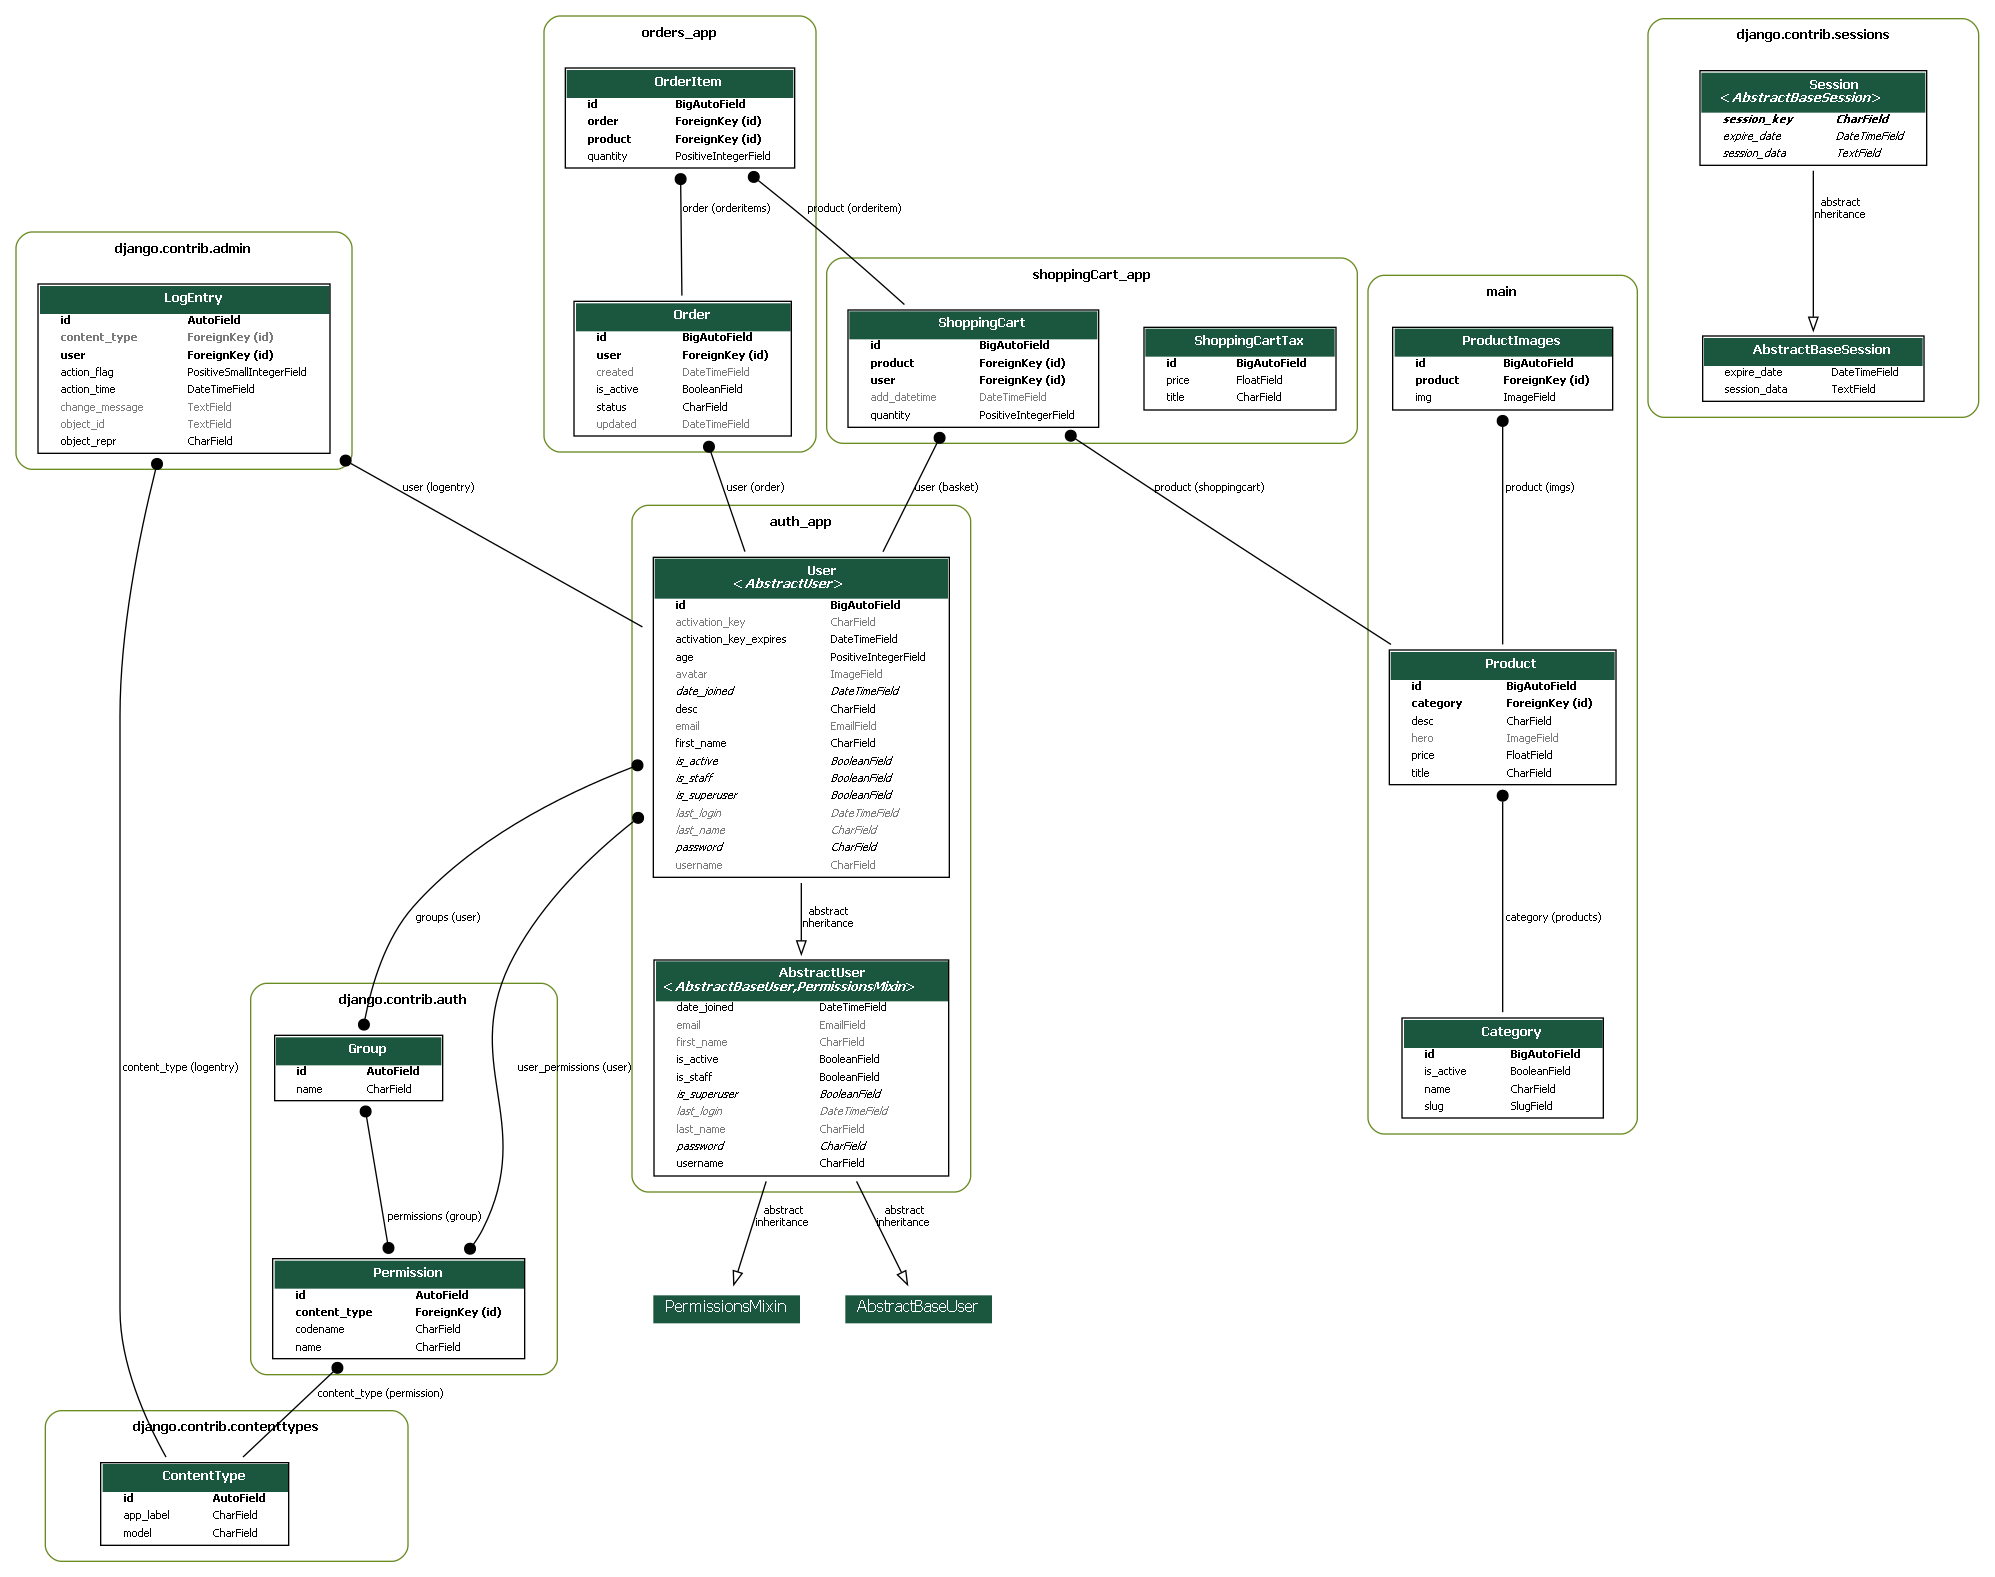 orders_app
OrderItem
id BigAutoField
order ForeignKey (id)
product ForeignKey (id)
quantity PositiveIntegerField
order (orderitems)
product (orderitem)
Order
id BigAutoField
user ForeignKey (id)
created DateTimeField
is_active BooleanField
status CharField
updated DateTimeField
django.contrib.sessions
Session
<AbstractBaseSession>
session_key CharField
expire_date DateTimeField
session_data TextField
abstract
inheritance
AbstractBaseSession
expire_date DateTimeField
session_data TextField
django.contrib.admin
LogEntry
id AutoField
content_type ForeignKey (id)
user ForeignKey (id)
action_flag PositiveSmallIntegerField
action_time DateTimeField
change_message TextField
object_id TextField
object_repr CharField
shoppingCart_app
ShoppingCart
id BigAutoField
product ForeignKey (id)
user ForeignKey (id)
add_datetime DateTimeField
quantity PositiveIntegerField
ShoppingCartTax
id BigAutoField
price FloatField
title CharField
main
ProductImages
id BigAutoField
product ForeignKey (id)
img ImageField
user (logentry)
user (order)
user (basket)
product (shoppingcart)
product (imgs)
auth_app
User
<AbstractUser>
id BigAutoField
activation_key CharField
activation_key_expires DateTimeField
age PositiveIntegerField
avatar ImageField
date_joined DateTimeField
desc CharField
email EmailField
first_name CharField
is_active BooleanField
is_staff BooleanField
is_superuser BooleanField
last_login DateTimeField
last_name CharField
password CharField
username CharField
Product
id BigAutoField
category ForeignKey (id)
desc CharField
hero ImageField
price FloatField
title CharField
groups (user)
abstract
inheritance
category (products)
AbstractUser
<AbstractBaseUser,PermissionsMixin>
date_joined DateTimeField
email EmailField
first_name CharField
is_active BooleanField
is_staff BooleanField
is_superuser BooleanField
last_login DateTimeField
last_name CharField
password CharField
username CharField
django.contrib.auth
Group
id AutoField
name CharField
Category
id BigAutoField
is_active BooleanField
name CharField
slug SlugField
content_type (logentry)
user_permissions (user)
permissions (group)
abstract
inheritance
abstract
inheritance
Permission
id AutoField
content_type ForeignKey (id)
codename CharField
name CharField
PermissionsMixin
AbstractBaseUser
content_type (permission)
django.contrib.contenttypes
ContentType
id AutoField
app_label CharField
model CharField